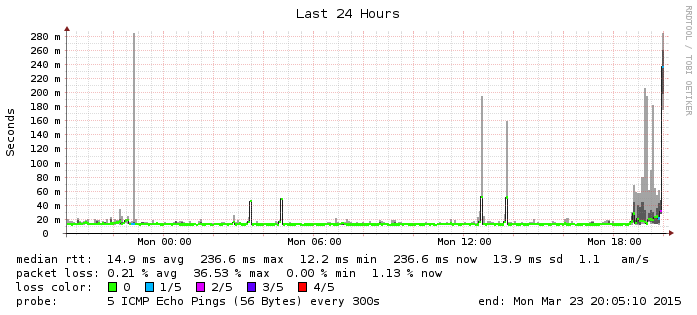 Last 24 Hours
RRDTOOL / TOBI OETIKER
Seconds
280 m
260 m
240 m
220 m
200 m
180 m
160 m
140 m
120 m
100 m
80 m
60 m
40 m
20 m
0
Mon 00:00 Mon 06:00 Mon 12:00 Mon 18:00
median rtt: 14.9 ms avg 236.6 ms max 12.2 ms min 236.6 ms now 13.9 ms sd 1.1 am/s
packet loss: 0.21 % avg 36.53 % max 0.00 % min 1.13 % now
loss color: 0 1/5 2/5 3/5 4/5
probe: 5 ICMP Echo Pings (56 Bytes) every 300s end: Mon Mar 23 20:05:10 2015